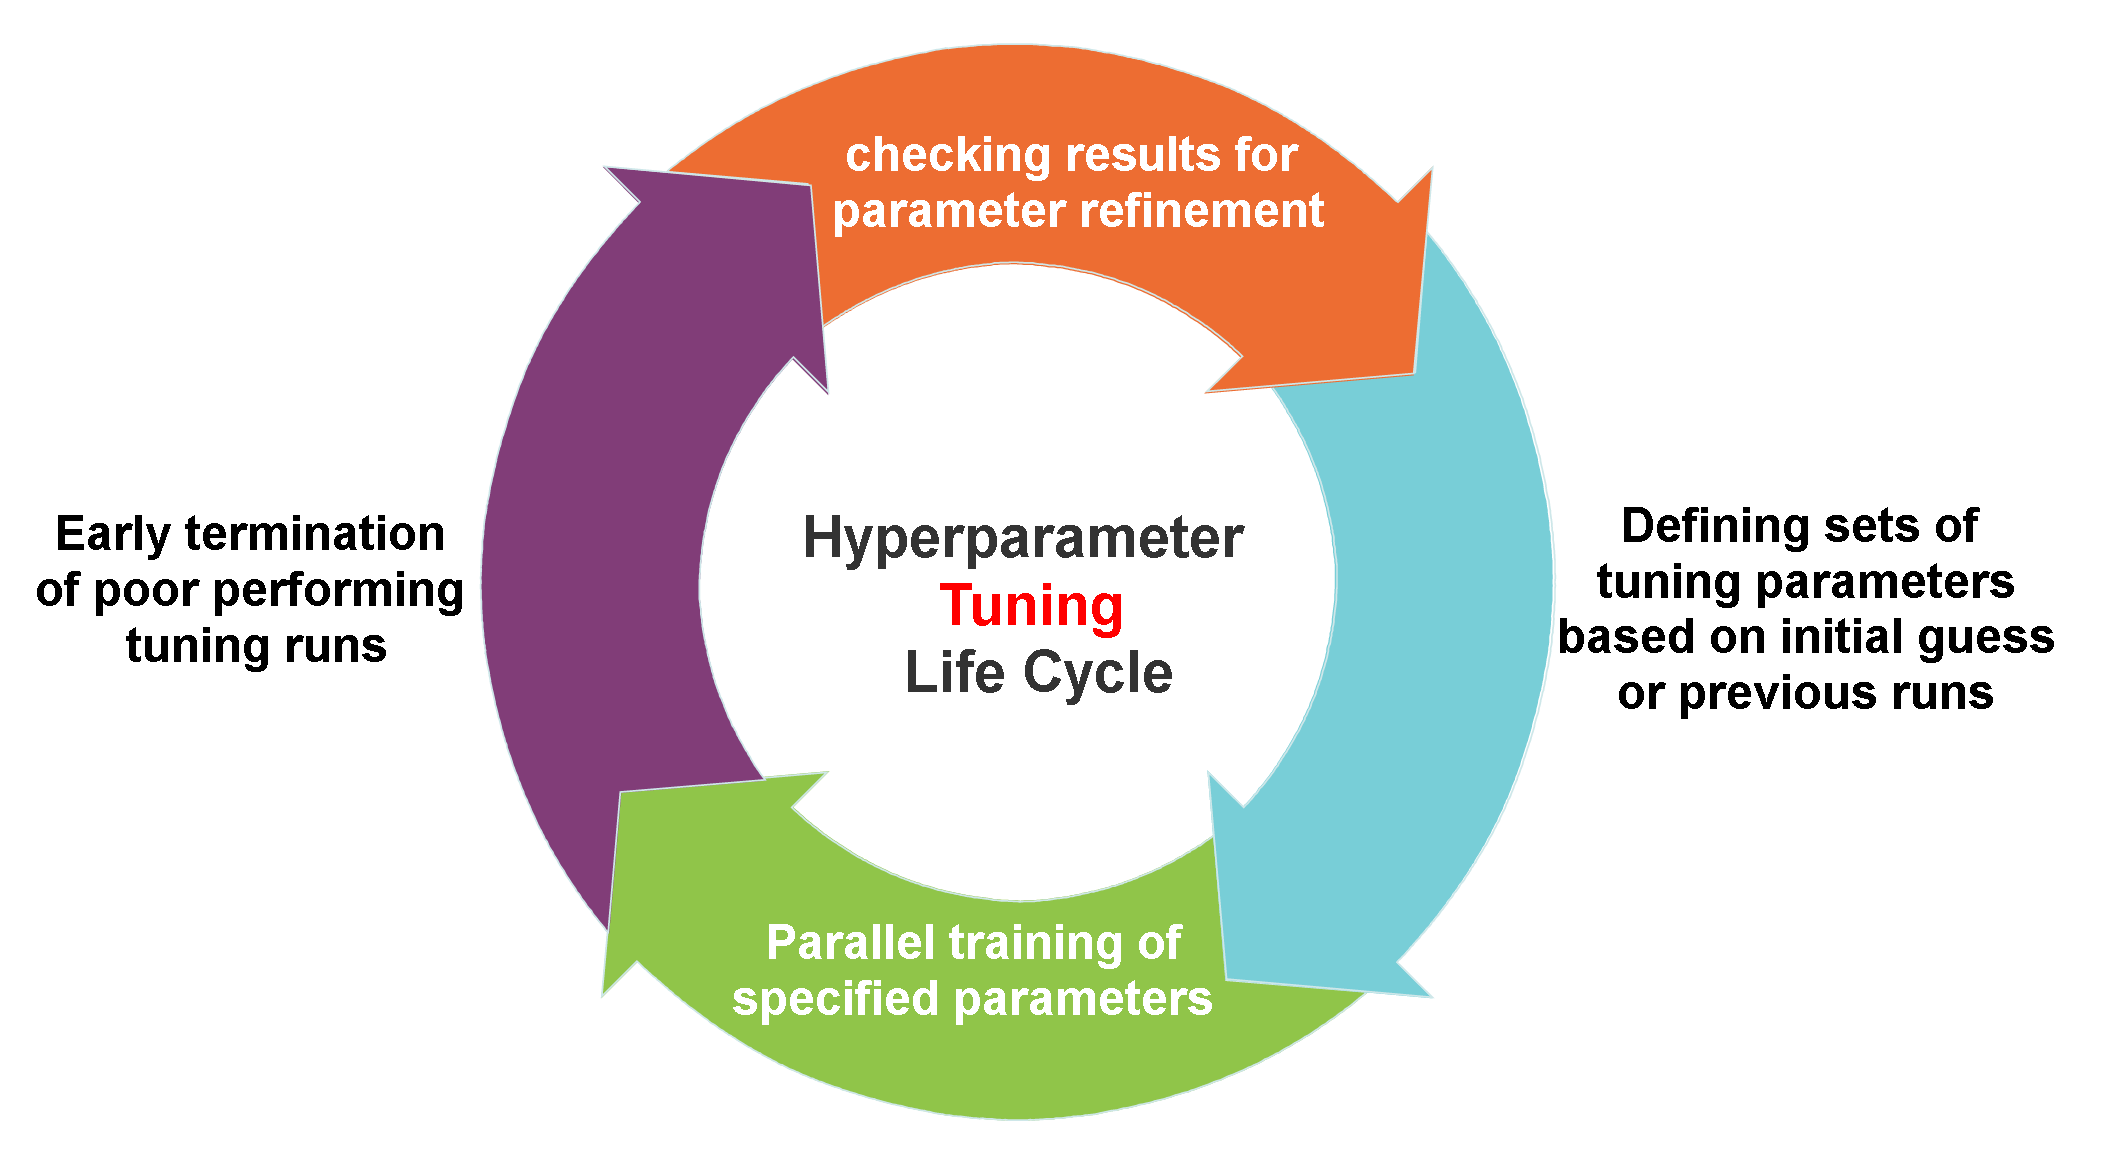 checking results for
parameter refinement
Early termination
of poor performing
tuning runs
Hyperparameter
Tuning
Life Cycle
Defining sets of
tuning parameters
based on initial guess
or previous runs
Parallel training of
specified parameters